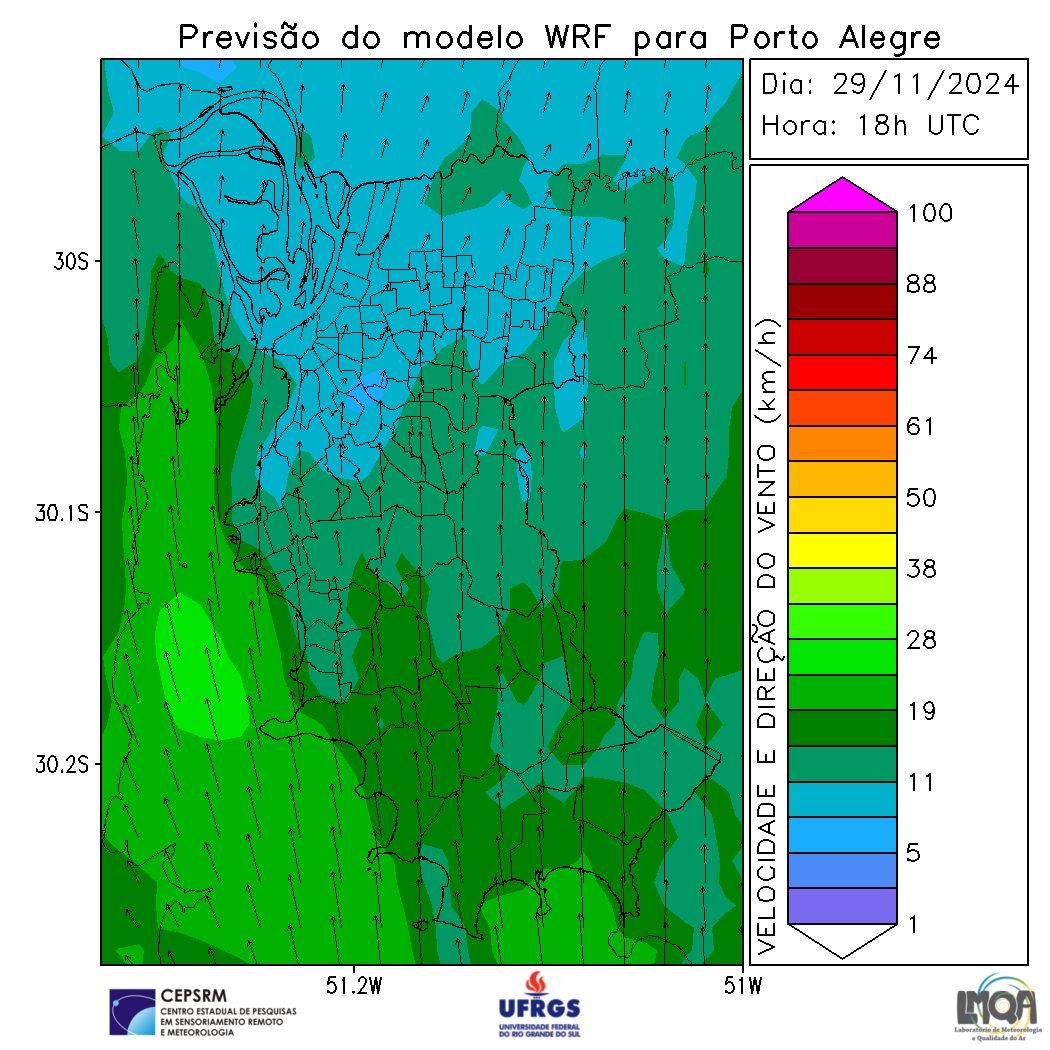 Previsão do modelo WRF para Porto Alegre
Dia: 29/11/2024
Hora: 18h UTC
30S
30.1S
30.2S
51.2W
51W
VELOCIDADE E DIREÇÃO DO VENTO (km/h)
100
88
74
61
50
38
28
19
11
5
1
CEPSRM
CENTRO ESTADUAL DE PESQUISAS
EM SENSORIAMENTO REMOTO
E METEOROLOGIA
UFRGS
UNIVERSIDADE FEDERAL
DO RIO GRANDE DO SUL
LMQA
Laboratório de Meteorologia
e Qualidade do Ar